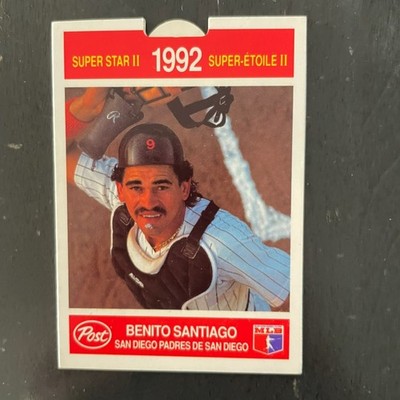 SUPER STAR II 1992 SUPER-ÉTOILE II
9
Post BENITO SANTIAGO MLB
SAN DIEGO PADRES DE SAN DIEGO